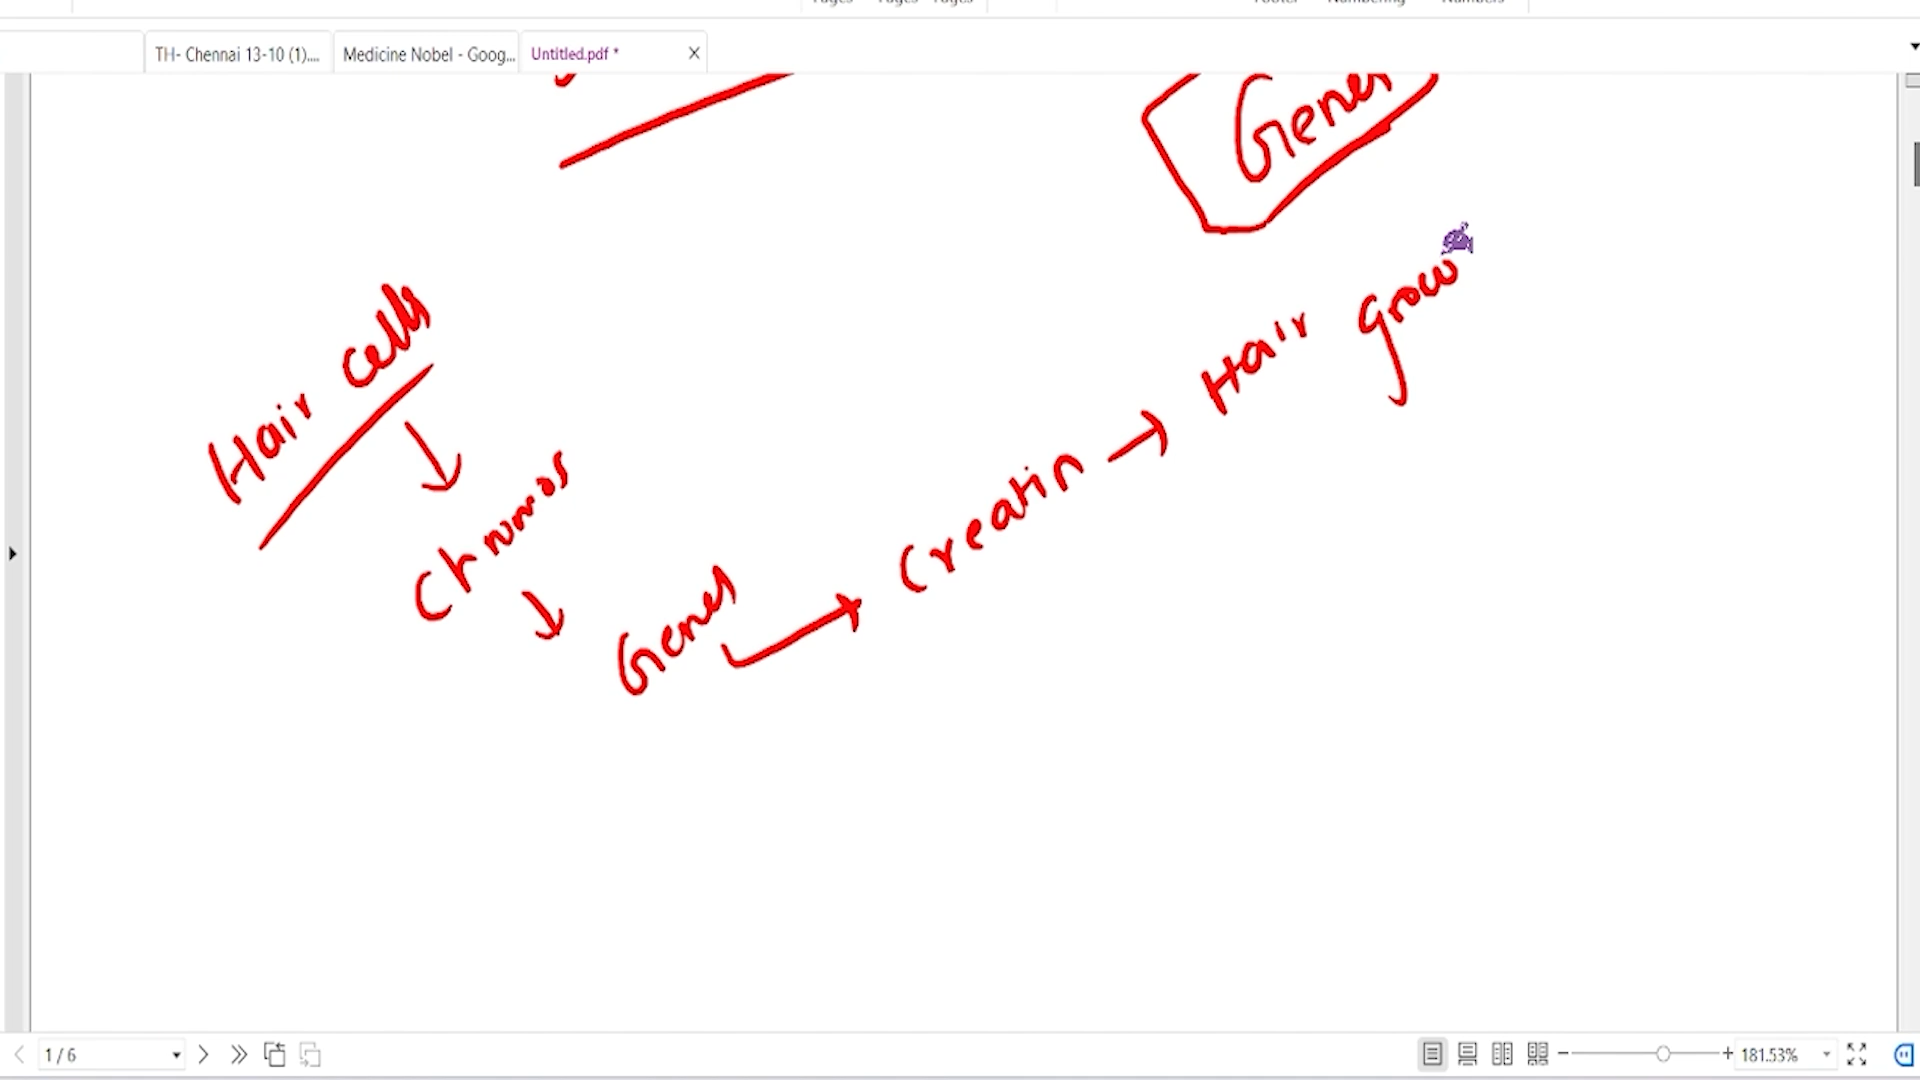 TH- Chennai 13-10 (1)....
Medicine Nobel - Goog...
Untitled.pdf *
Genes
Hair cells
Chromos
Genes
Creatin
Hair grow
1 / 6
181.53%